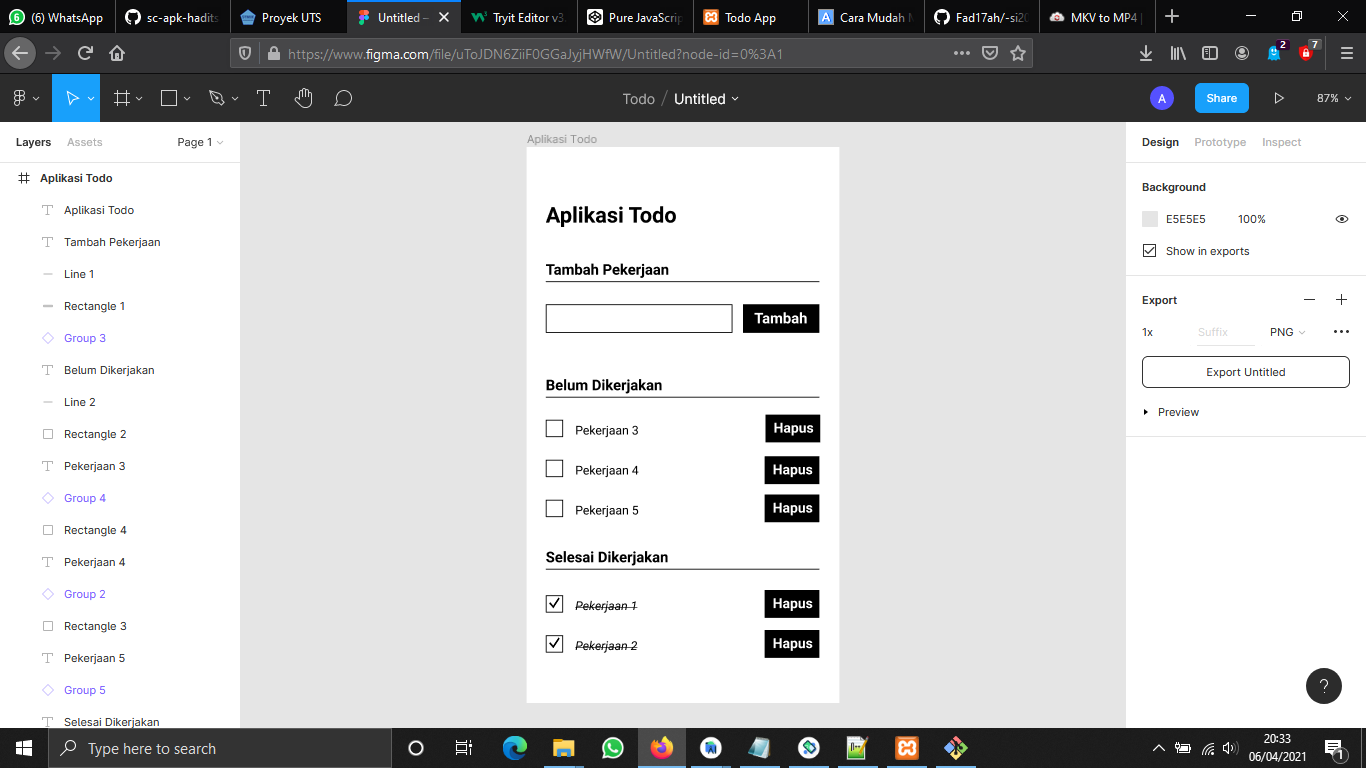 (6) WhatsApp
sc-apk-hadits
Proyek UTS
Untitled –
Tryit Editor v3.
Pure JavaScrip
Todo App
Cara Mudah M
Fad17ah/-si20
MKV to MP4 |
https://www.figma.com/file/uToJDN6ZiiF0GGaJyjHWfW/Untitled?node-id=0%3A1
2
7
Todo / Untitled
A
Share
87%
Layers
Assets
Page 1
Aplikasi Todo
Aplikasi Todo
Tambah Pekerjaan
Line 1
Rectangle 1
Group 3
Belum Dikerjakan
Line 2
Rectangle 2
Pekerjaan 3
Group 4
Rectangle 4
Pekerjaan 4
Group 2
Rectangle 3
Pekerjaan 5
Group 5
Selesai Dikerjakan
Aplikasi Todo
Aplikasi Todo
Tambah Pekerjaan
Tambah
Belum Dikerjakan
Pekerjaan 3 Hapus
Pekerjaan 4 Hapus
Pekerjaan 5 Hapus
Selesai Dikerjakan
Pekerjaan 1 Hapus
Pekerjaan 2 Hapus
Design
Prototype
Inspect
Background
E5E5E5 100%
Show in exports
Export
1x Suffix PNG
Export Untitled
Preview
?
Type here to search
20:33
06/04/2021
1